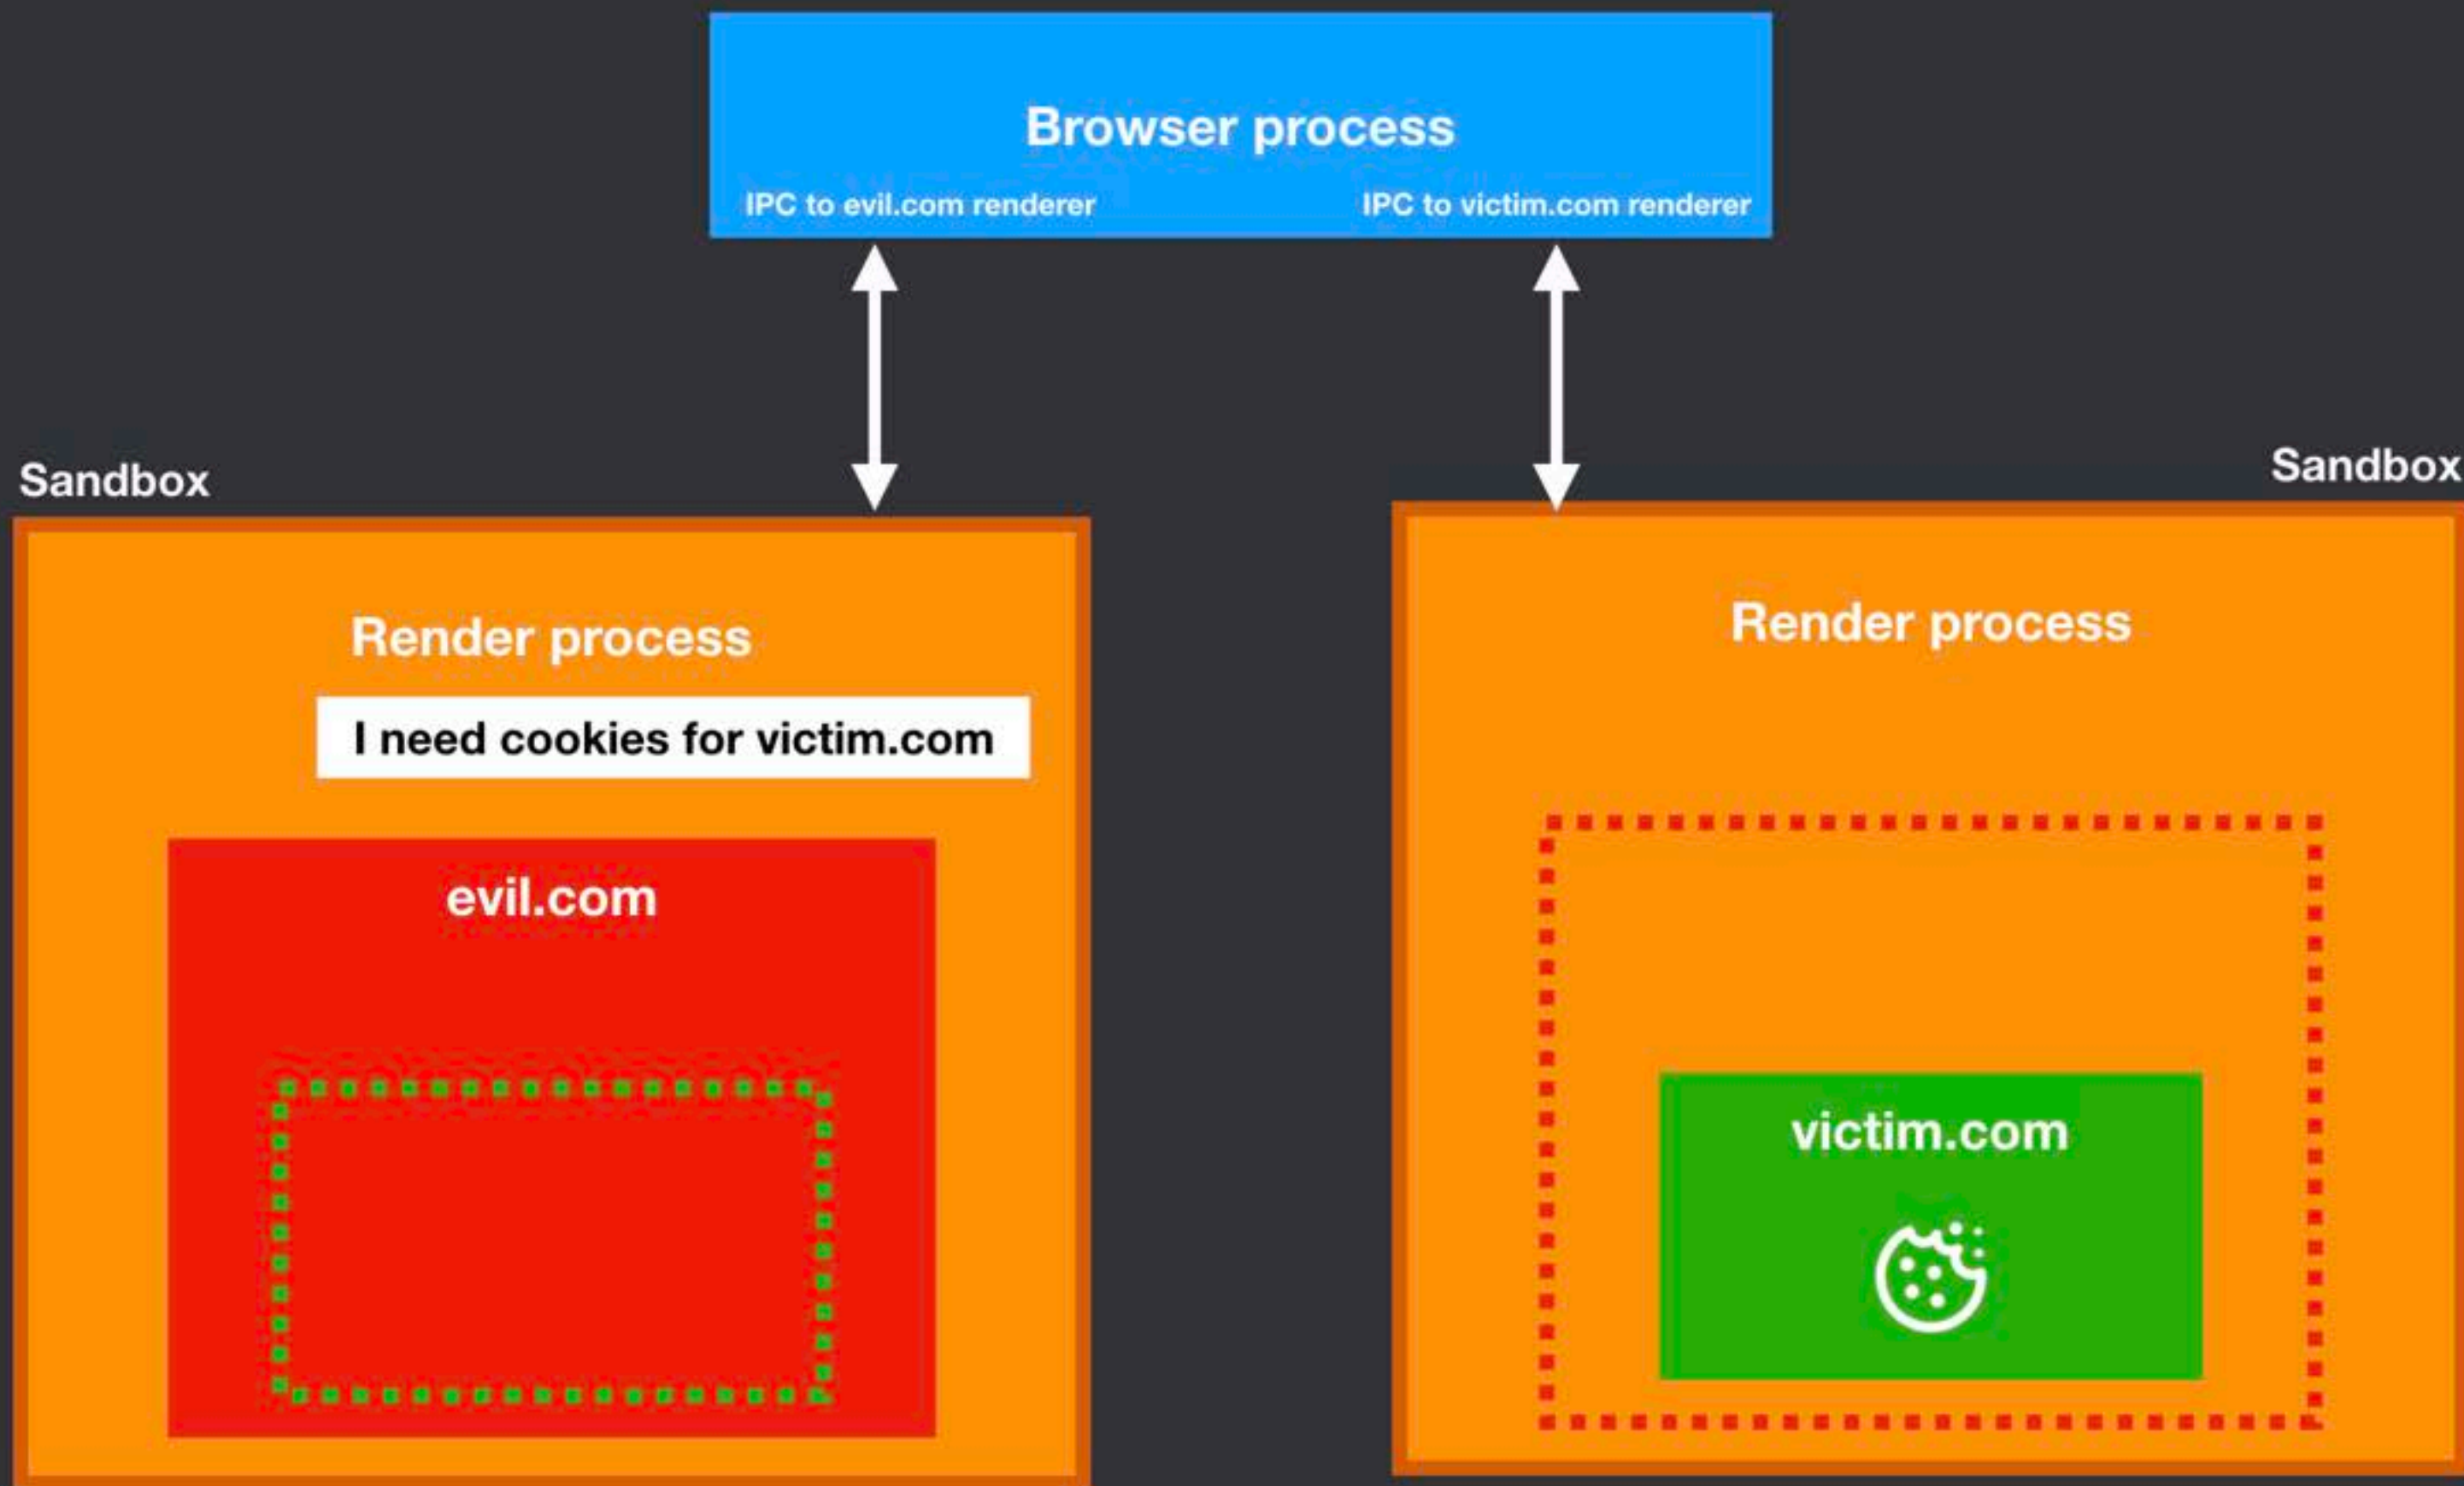 Browser process
IPC to evil.com renderer
IPC to victim.com renderer
Sandbox
Sandbox
Render process
I need cookies for victim.com
evil.com
Render process
victim.com